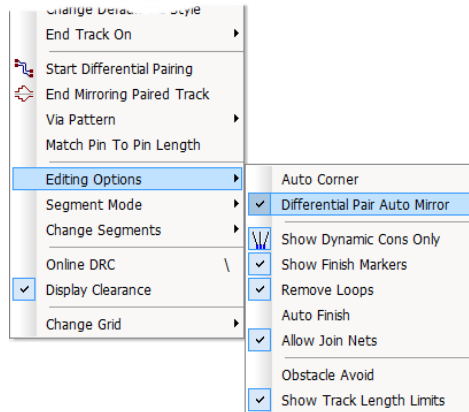 End Track On
Start Differential Pairing
End Mirroring Paired Track
Via Pattern
Match Pin To Pin Length
Editing Options
Segment Mode
Change Segments
Online DRC \
Display Clearance
Change Grid
Auto Corner
Differential Pair Auto Mirror
Show Dynamic Cons Only
Show Finish Markers
Remove Loops
Auto Finish
Allow Join Nets
Obstacle Avoid
Show Track Length Limits